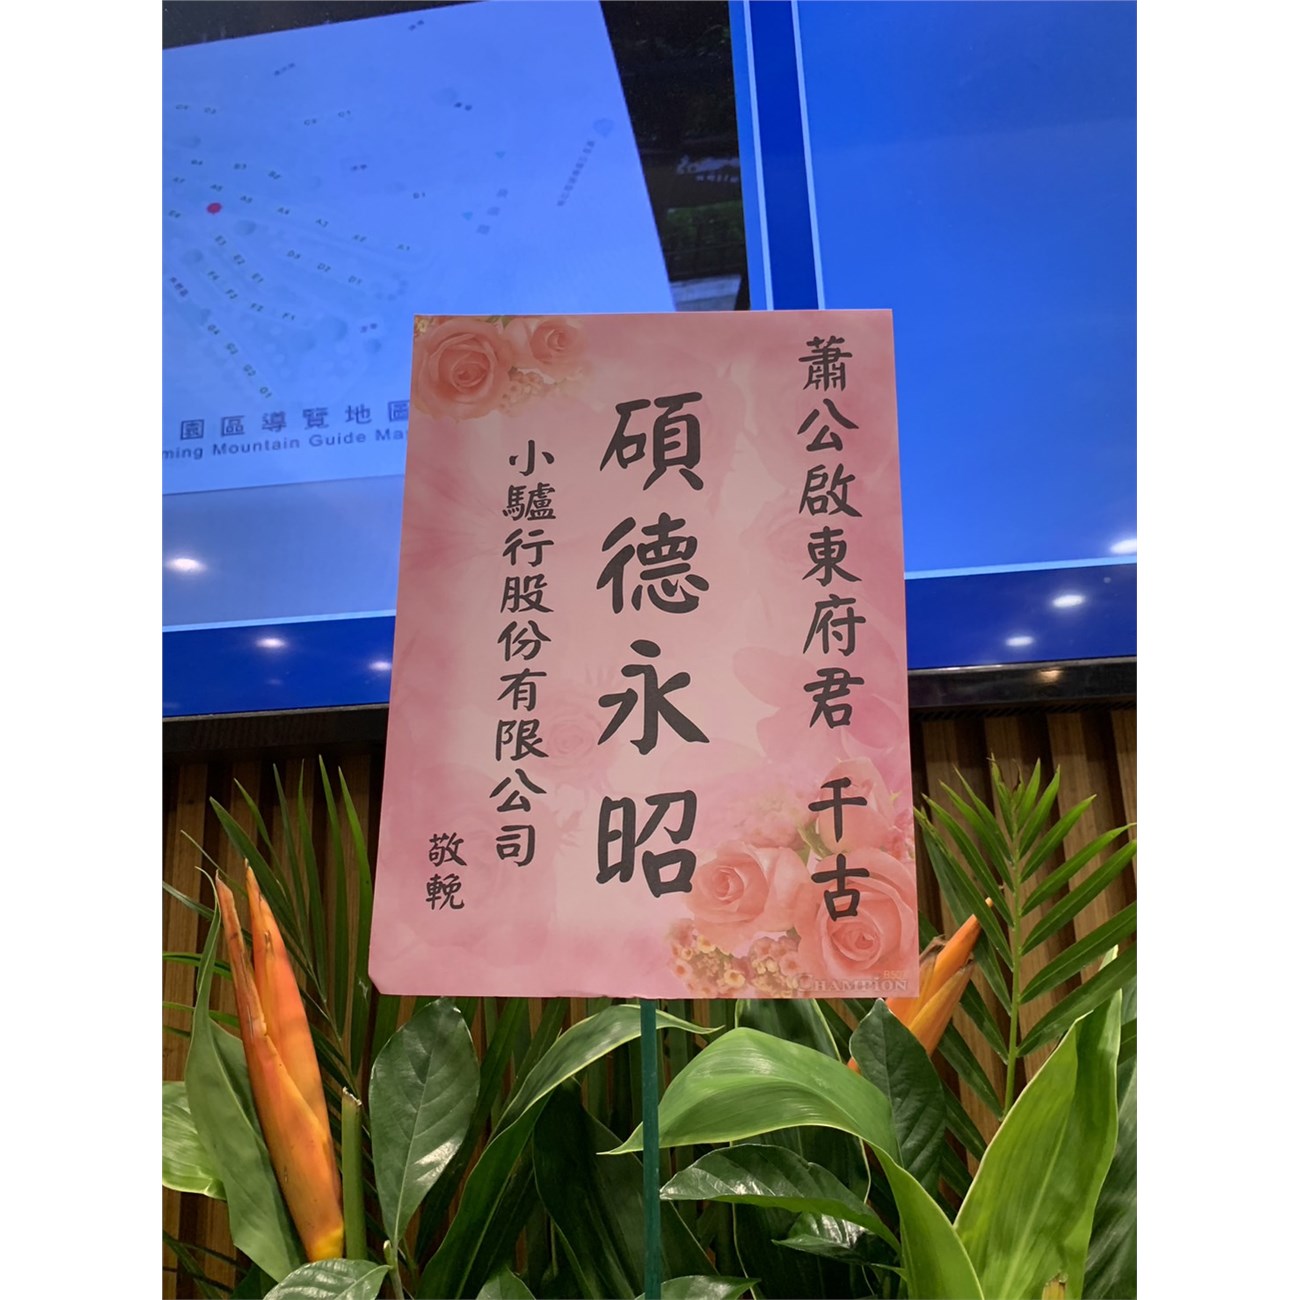 蕭公啟東府君 千古
碩德永昭
小驢行股份有限公司
敬輓
CHAMPION
園區導覽地圖
ming Mountain Guide Ma